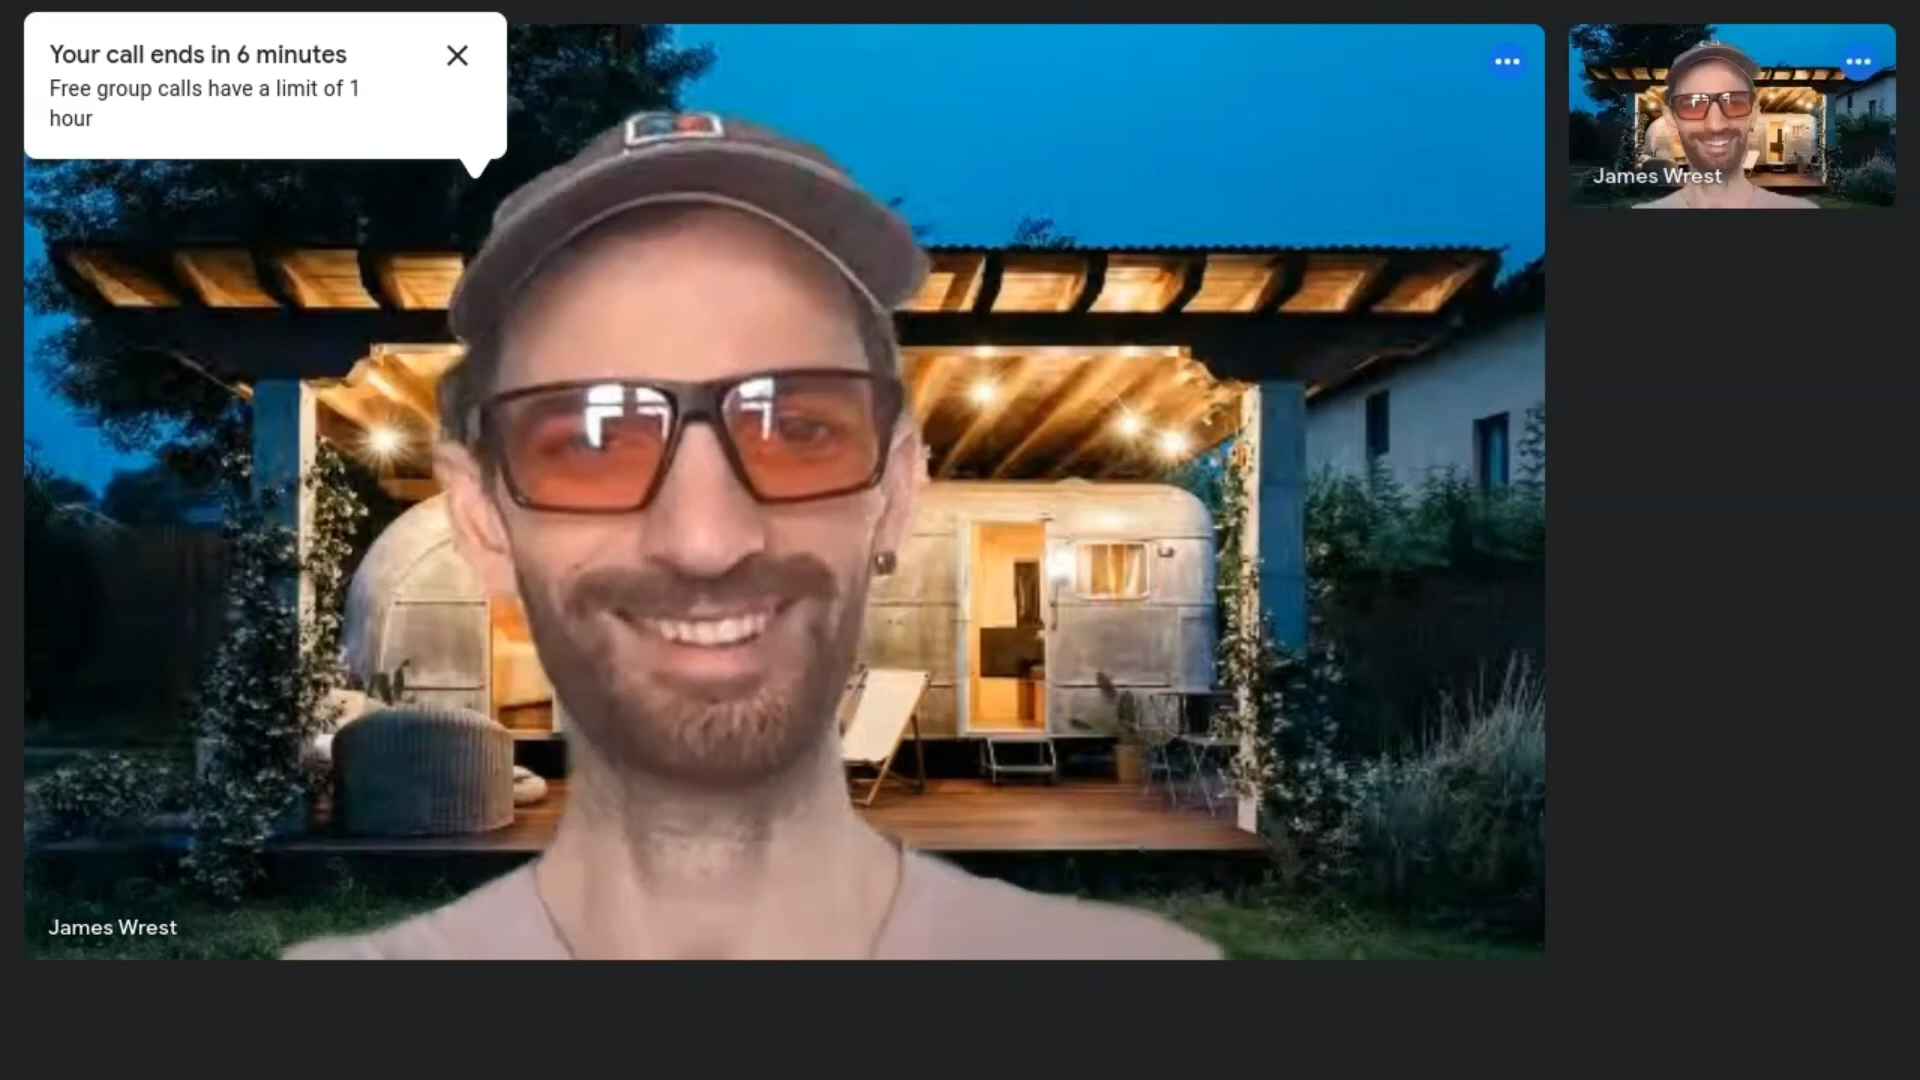 Your call ends in 6 minutes
Free group calls have a limit of 1
hour
James Wrest
James Wrest